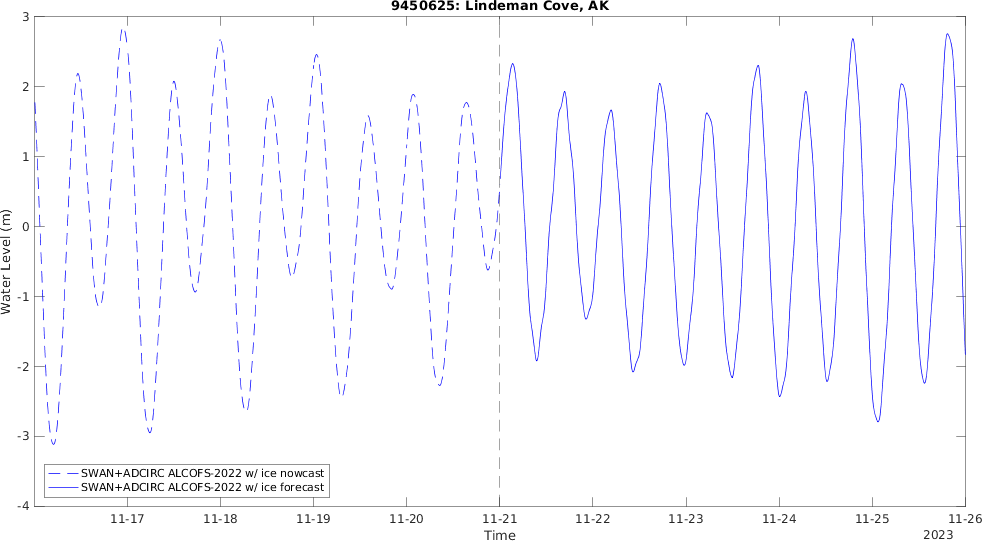 9450625: Lindeman Cove, AK
3
2
1
0
-1
-2
-3
-4
Water Level (m)
SWAN+ADCIRC ALCOFS-2022 w/ ice nowcast
SWAN+ADCIRC ALCOFS-2022 w/ ice forecast
11-17 11-18 11-19 11-20 11-21 11-22 11-23 11-24 11-25 11-26
Time
2023